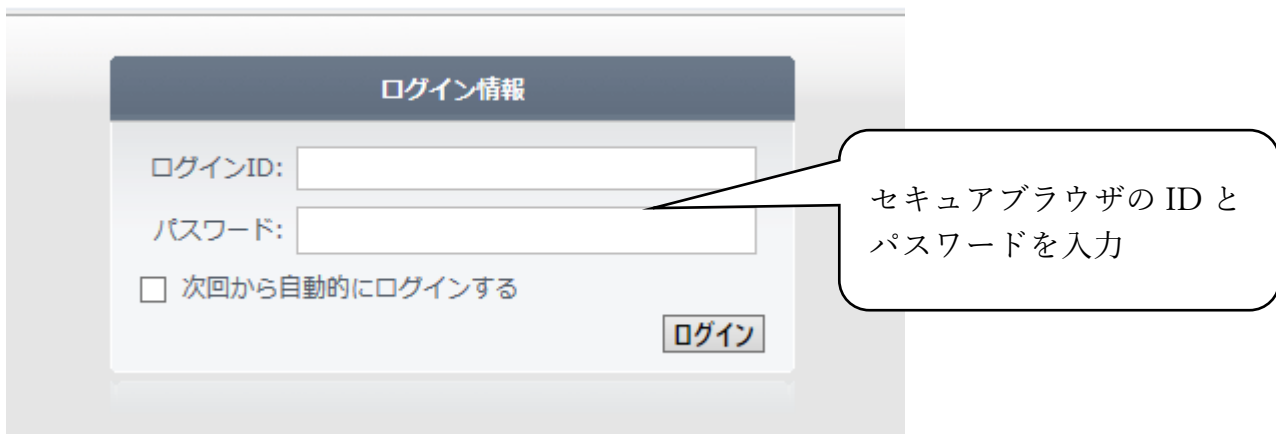 ログイン情報
ログインID:
パスワード:
次回から自動的にログインする
ログイン
セキュアブラウザの ID と
パスワードを入力